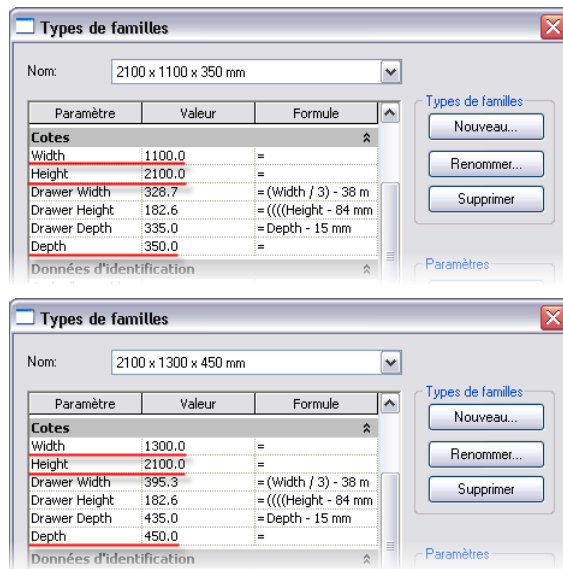 Types de familles
Nom: 2100 x 1100 x 350 mm
Paramètre Valeur Formule
Cotes
Width 1100.0 =
Height 2100.0 =
Drawer Width 328.7 = (Width / 3) - 38 m
Drawer Height 182.6 = ((((Height - 84 mm
Drawer Depth 335.0 = Depth - 15 mm
Depth 350.0 =
Données d'identification
Types de familles
Nouveau...
Renommer...
Supprimer
Paramètres
Types de familles
Nom: 2100 x 1300 x 450 mm
Paramètre Valeur Formule
Cotes
Width 1300.0 =
Height 2100.0 =
Drawer Width 395.3 = (Width / 3) - 38 m
Drawer Height 182.6 = ((((Height - 84 mm
Drawer Depth 435.0 = Depth - 15 mm
Depth 450.0 =
Données d'identification
Types de familles
Nouveau...
Renommer...
Supprimer
Paramètres